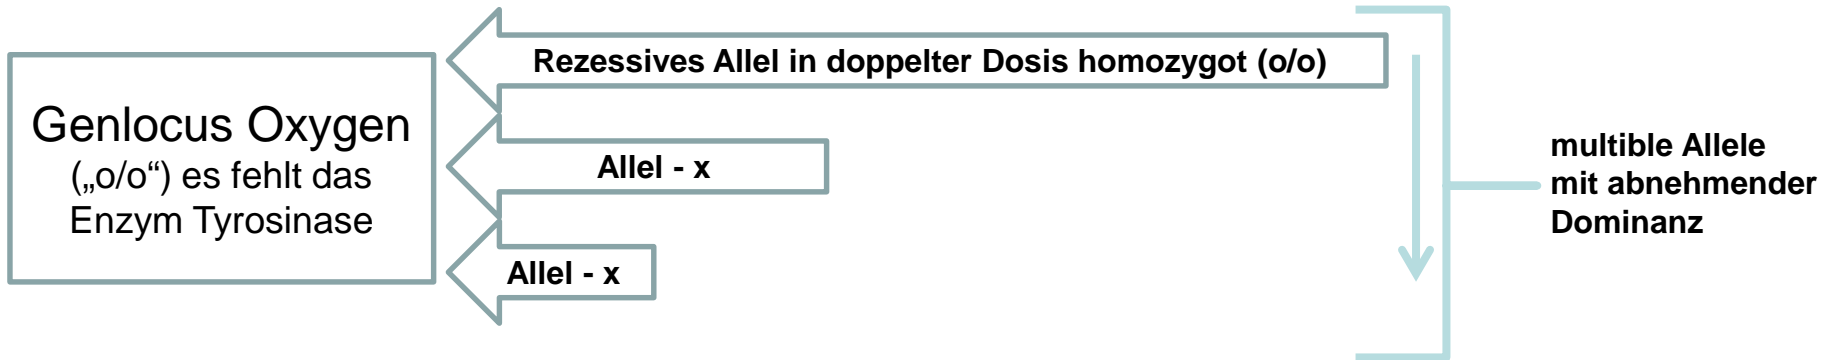 Rezessives Allel in doppelter Dosis homozygot (o/o)
Genlocus Oxygen
(„o/o“) es fehlt das
Enzym Tyrosinase
Allel - x
Allel - x
multible Allele
mit abnehmender
Dominanz